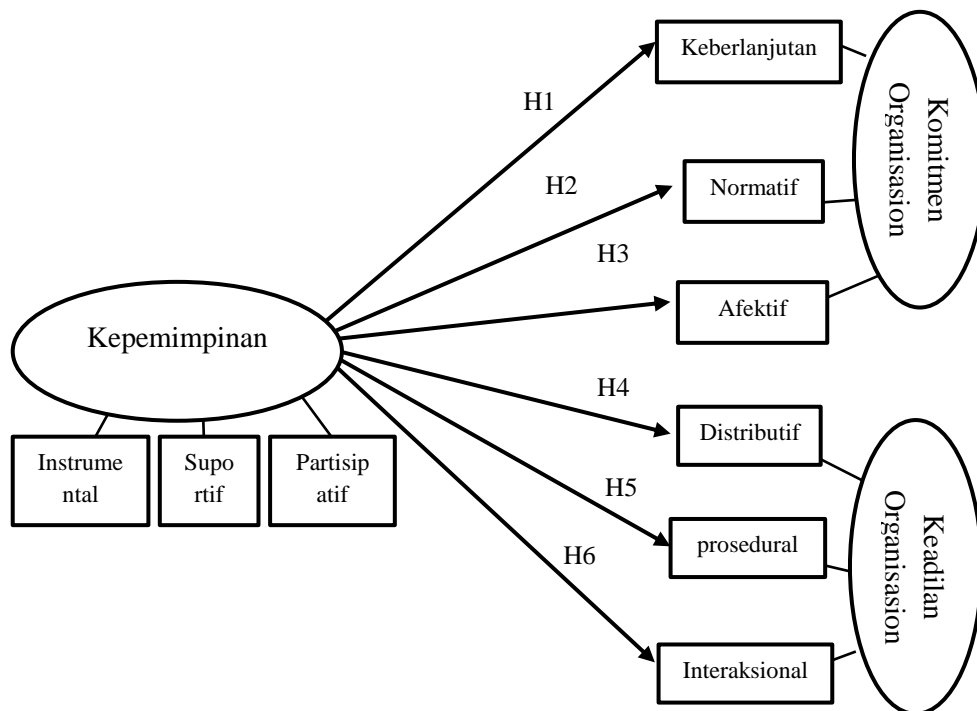 Keberlanjutan
H1
Komitmen
Organisasion
H2
Normatif
H3
Afektif
Kepemimpinan
H4
Distributif
Instrume
ntal
Supo
rtif
Partisip
atif
H5
prosedural
Keadilan
Organisasion
H6
Interaksional